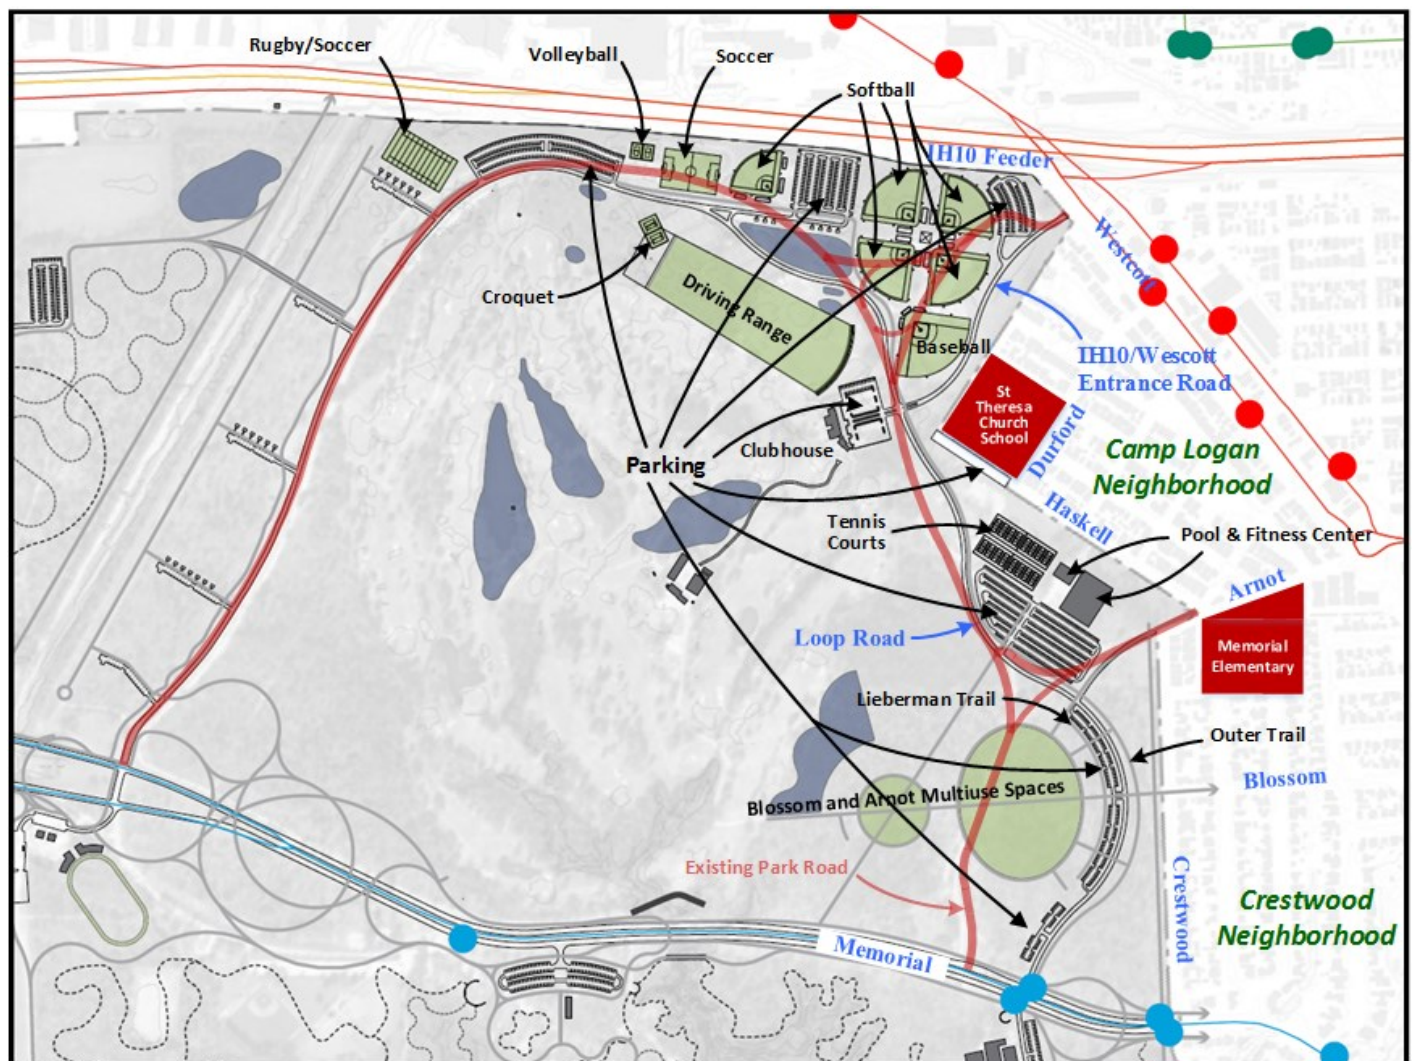 Rugby/Soccer
Volleyball
Soccer
Softball
IH10 Feeder
Westcott
Croquet
Driving Range
Baseball
IH10/Wescott
Entrance Road
St
Theresa
Church
School
Durford
Clubhouse
Parking
Camp Logan
Neighborhood
Haskell
Tennis
Courts
Pool & Fitness Center
Arnot
Loop Road
Memorial
Elementary
Lieberman Trail
Outer Trail
Blossom
Blossom and Arnot Multiuse Spaces
Existing Park Road
Crestwood
Crestwood
Neighborhood
Memorial